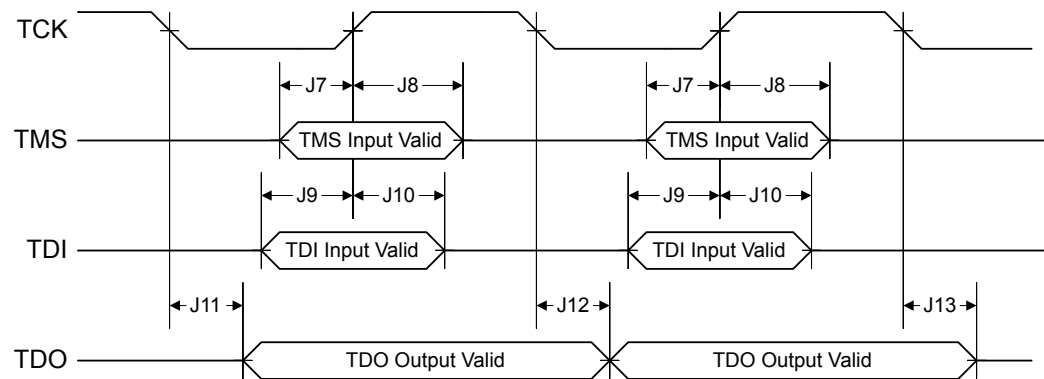 TCK
J7 J8 J7 J8
TMS TMS Input Valid TMS Input Valid
J9 J10 J9 J10
TDI TDI Input Valid TDI Input Valid
J11 J12 J13
TDO TDO Output Valid TDO Output Valid